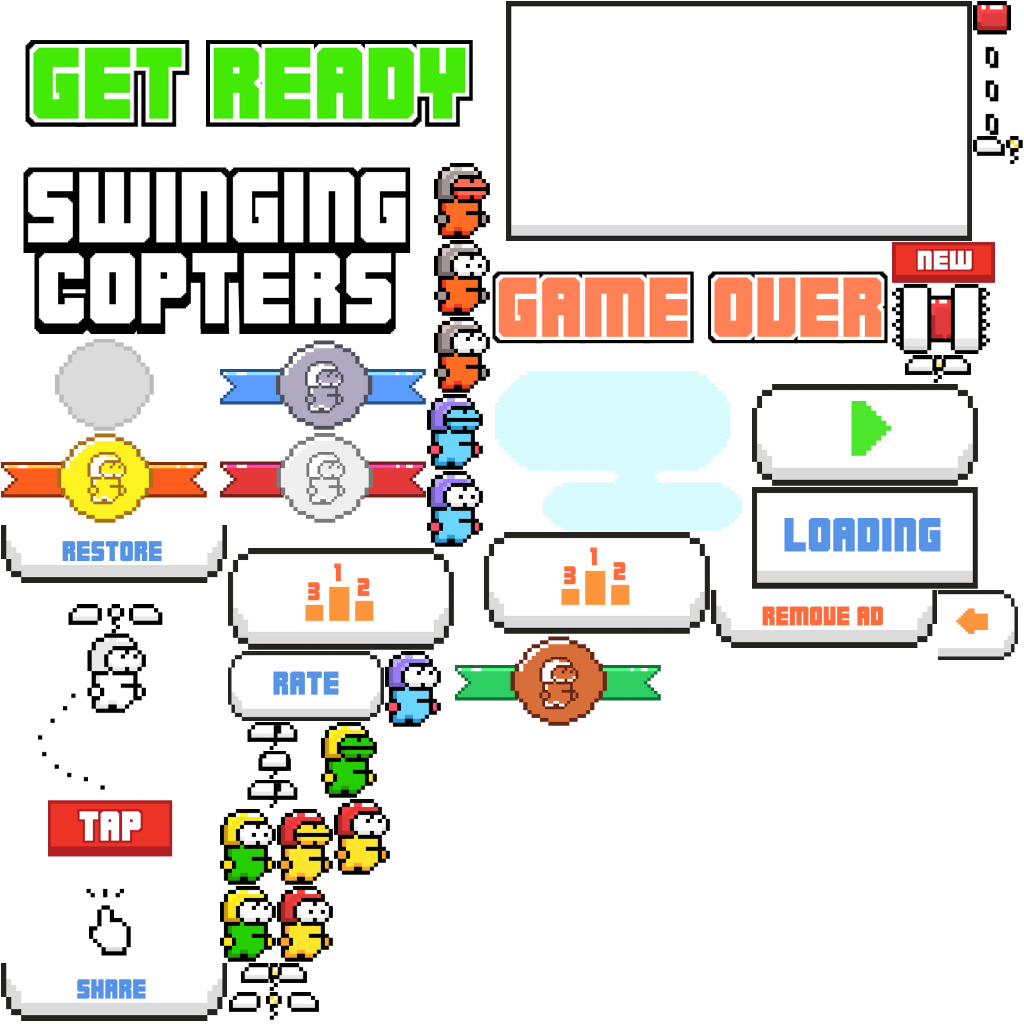 GET READY
SWINGING
COPTERS
NEW
GAME OVER
LOADING
RESTORE
3 1 2
3 1 2
REMOVE AD
RATE
TAP
SHARE